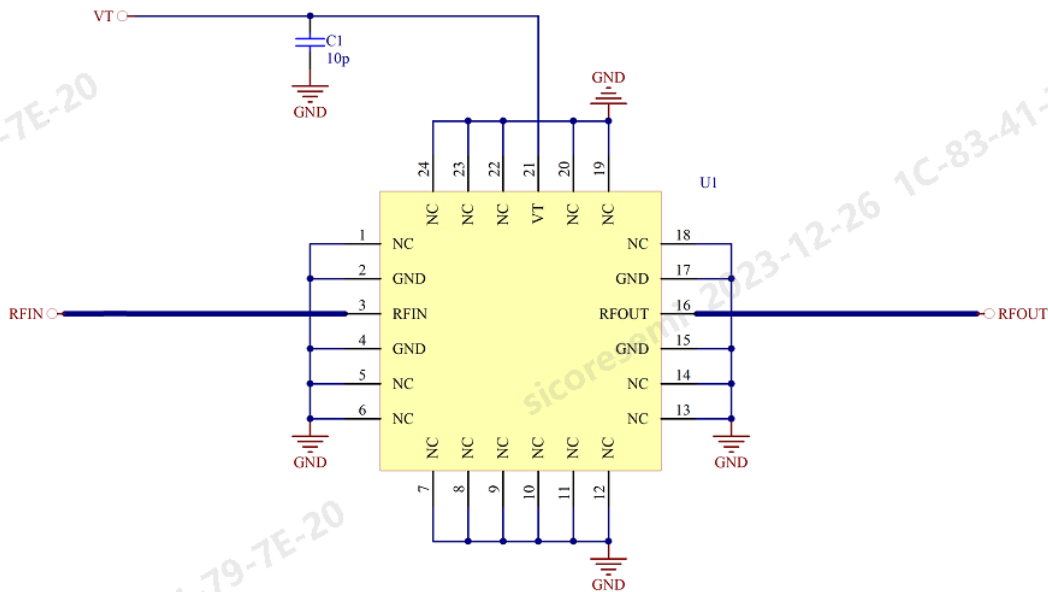 VT
C1
10p
GND
GND
24
23
22
21
20
19
U1
NC
NC
NC
VT
NC
NC
1
NC
NC
18
2
GND
GND
17
RFIN
3
RFIN
RFOUT
16
RFOUT
4
GND
GND
15
5
NC
NC
14
6
NC
NC
13
GND
GND
NC
NC
NC
NC
NC
NC
7
8
9
10
11
12
GND
-7E-20
sicoresemi 2023-12-26 1C-83-41-
-79-7E-20